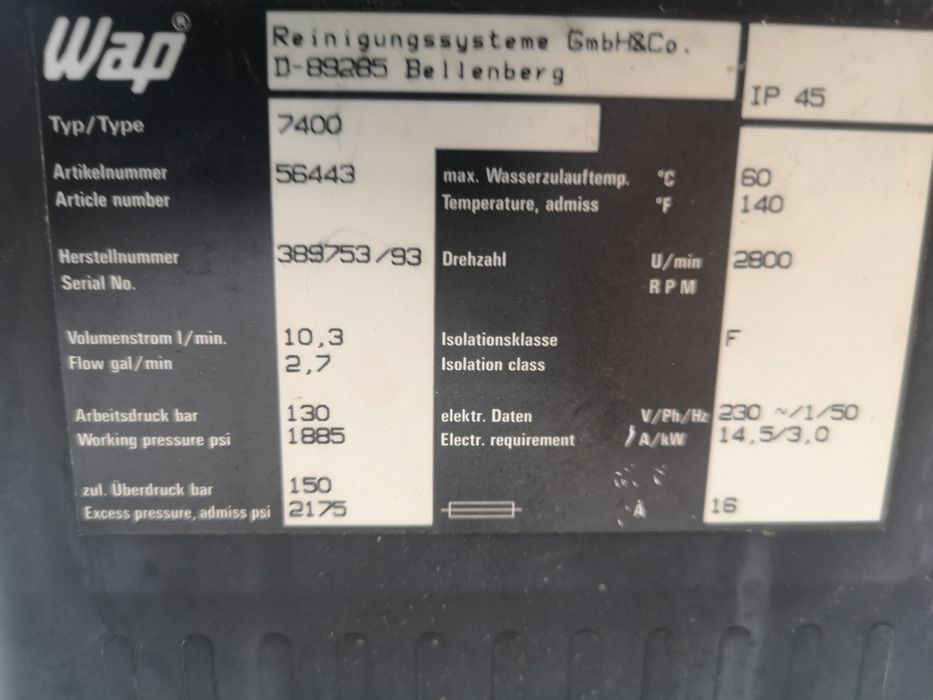 Wap®
Reinigungssysteme GmbH&Co.
D-89285 Bellenberg
IP 45
Typ/Type 7400
Artikelnummer 56443
Article number
max. Wasserzulauftemp. °C 60
Temperature, admiss °F 140
Herstellnummer 389753/93
Serial No.
Drehzahl U/min 2800
RPM
Volumenstrom l/min. 10,3
Flow gal/min 2,7
Isolationsklasse F
Isolation class
Arbeitsdruck bar 130
Working pressure psi 1885
elektr. Daten V/Ph/Hz 230 ~/1/50
Electr. requirement A/kW 14,5/3,0
zul. Überdruck bar 150
Excess pressure, admiss psi 2175
A 16